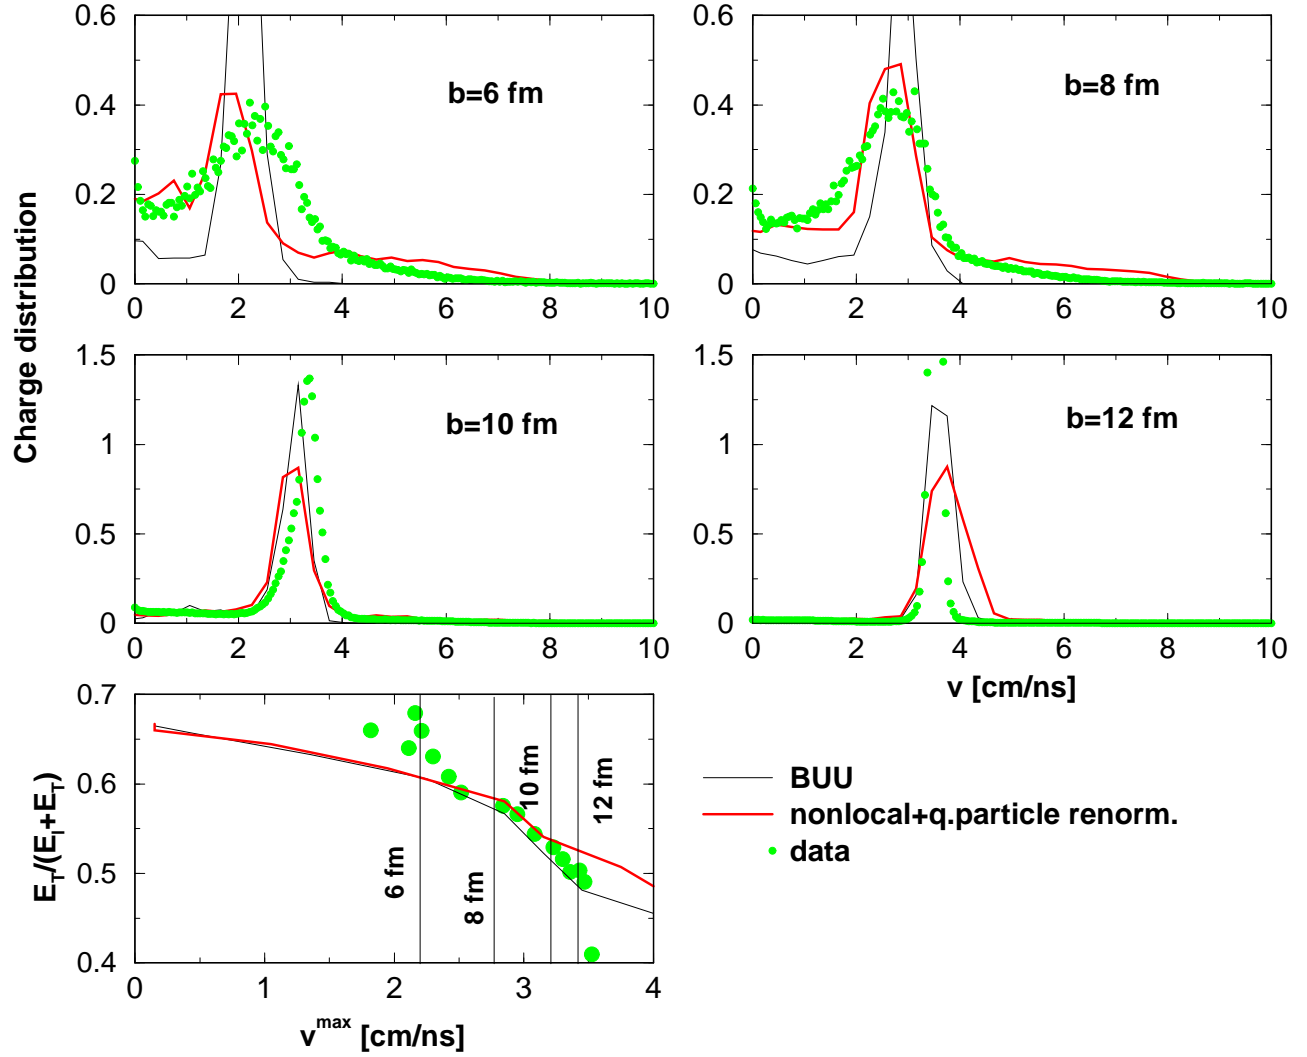 0.6
0.4
0.2
0
0 2 4 6 8 10
b=6 fm
0.6
0.4
0.2
0
0 2 4 6 8 10
b=8 fm
Charge distribution
1.5
1
0.5
0
0 2 4 6 8 10
b=10 fm
1.5
1
0.5
0
0 2 4 6 8 10
b=12 fm
v [cm/ns]
0.7
0.6
0.5
0.4
0 1 2 3 4
E_T/(E_l+E_T)
6 fm
8 fm
10 fm
12 fm
v^max [cm/ns]
BUU
nonlocal+q.particle renorm.
data